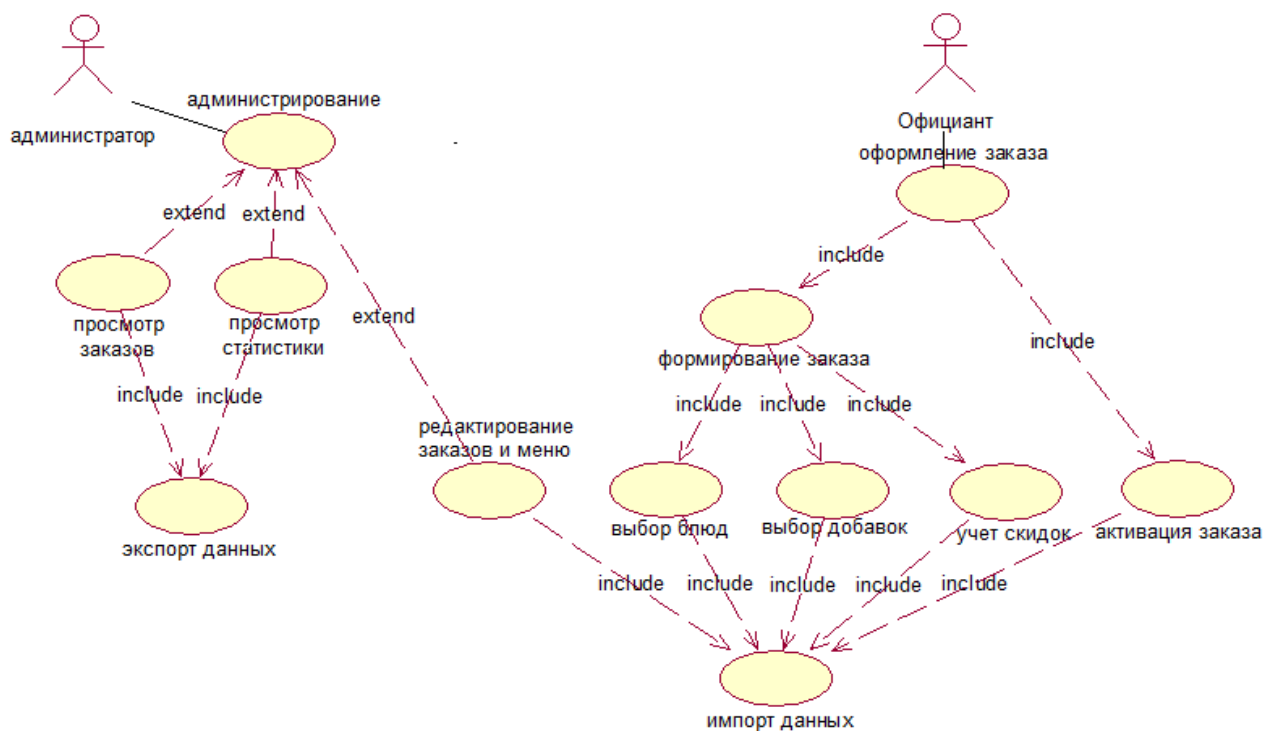 администрирование
администратор
Официант
оформление заказа
extend
extend
include
просмотр
заказов
просмотр
статистики
extend
include
формирование заказа
include
include
include
include
include
редактирование
заказов и меню
выбор блюд
выбор добавок
учет скидок
активация заказа
экспорт данных
include
include
include
include
include
импорт данных